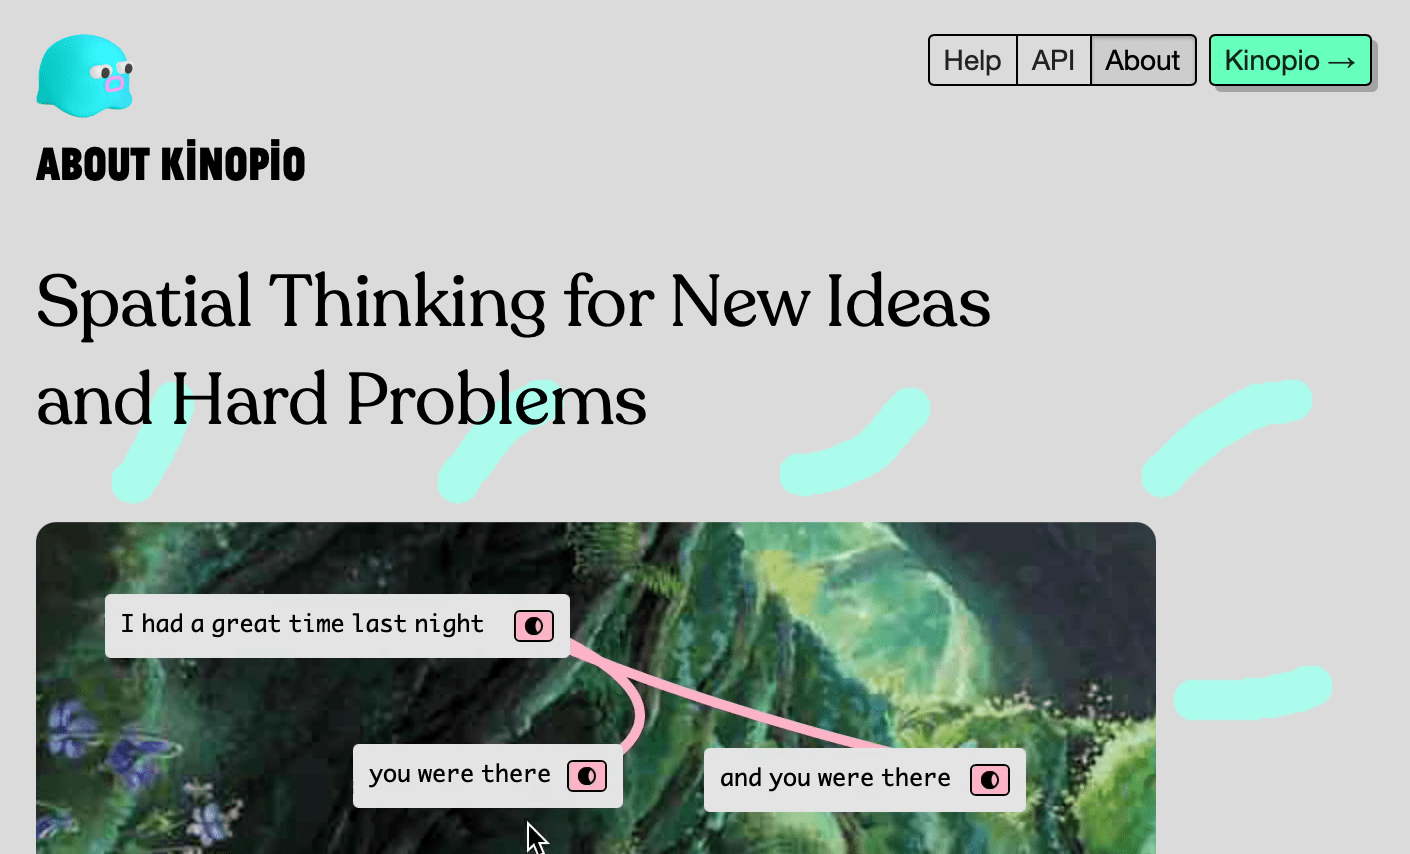 Help
API
About
Kinopio →
ABOUT KiNOPiO
Spatial Thinking for New Ideas
and Hard Problems
I had a great time last night
you were there
and you were there